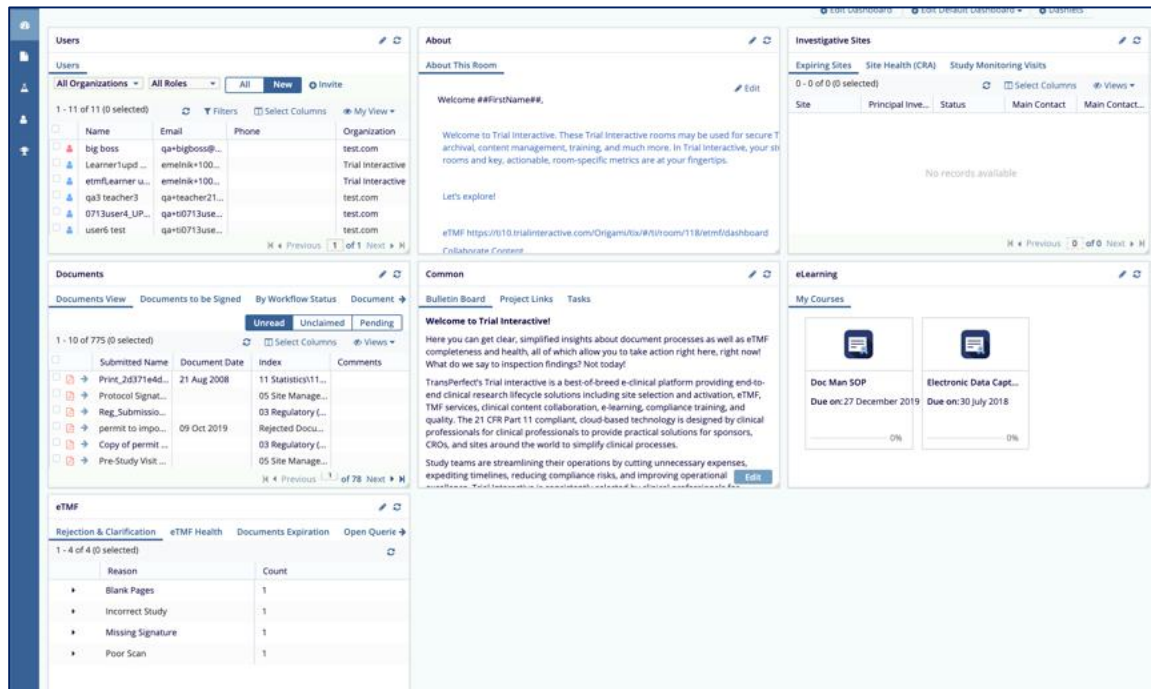 Edit Dashboard Edit Default Dashboard Dashlets
Users
Users
All Organizations All Roles All New Invite
1 - 11 of 11 (0 selected) Filters Select Columns My View
Name Email Phone Organization
big boss qa+bigboss@... test.com
Learner1upd ... emelnik+100... Trial Interactive
etmfLearner u... emelnik+100... Trial Interactive
qa3 teacher3 qa+teacher21... test.com
0713user4_UP... qa+ti0713use... test.com
user6 test qa+ti0713use... test.com
Previous 1 of 1 Next
About
About This Room
Edit
Welcome ##FirstName##,
Welcome to Trial Interactive. These Trial Interactive rooms may be used for secure T
archival, content management, training, and much more. In Trial Interactive, your st
rooms and key, actionable, room-specific metrics are at your fingertips.
Let's explore!
eTMF https://ti10.trialinteractive.com/Origami/tix/#/ti/room/118/etmf/dashboard
Collaborate Content
Investigative Sites
Expiring Sites Site Health (CRA) Study Monitoring Visits
0 - 0 of 0 (0 selected) Select Columns Views
Site Principal Inve... Status Main Contact Main Contact...
No records available
Previous 0 of 0 Next
Documents
Documents View Documents to be Signed By Workflow Status Document
Unread Unclaimed Pending
1 - 10 of 775 (0 selected) Select Columns Views
Submitted Name Document Date Index Comments
Print_2d371e4d... 21 Aug 2008 11 Statistics\11...
Protocol Signat... 05 Site Manage...
Reg_Submissio... 03 Regulatory (...
permit to impo... 09 Oct 2019 Rejected Docu...
Copy of permit ... 03 Regulatory (...
Pre-Study Visit ... 05 Site Manage...
Previous 1 of 78 Next
Common
Bulletin Board Project Links Tasks
Welcome to Trial Interactive!
Here you can get clear, simplified insights about document processes as well as eTMF
completeness and health, all of which allow you to take action right here, right now!
What do we say to inspection findings? Not today!
TransPerfect's Trial interactive is a best-of-breed e-clinical platform providing end-to-
end clinical research lifecycle solutions including site selection and activation, eTMF,
TMF services, clinical content collaboration, e-learning, compliance training, and
quality. The 21 CFR Part 11 compliant, cloud-based technology is designed by clinical
professionals for clinical professionals to provide practical solutions for sponsors,
CROs, and sites around the world to simplify clinical processes.
Study teams are streamlining their operations by cutting unnecessary expenses,
expediting timelines, reducing compliance risks, and improving operational
excellence. Trial Interactive is consistently selected by clinical professionals for
Edit
eLearning
My Courses
Doc Man SOP
Due on:27 December 2019
0%
Electronic Data Capt...
Due on:30 July 2018
0%
eTMF
Rejection & Clarification eTMF Health Documents Expiration Open Querie
1 - 4 of 4 (0 selected)
Reason Count
Blank Pages 1
Incorrect Study 1
Missing Signature 1
Poor Scan 1